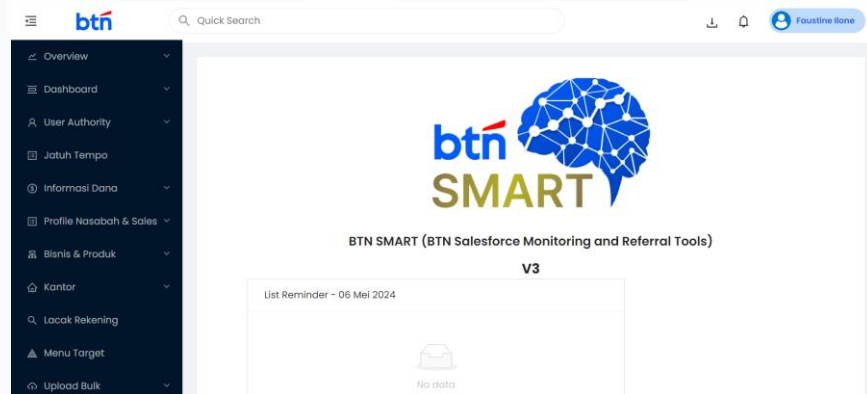 btn
Quick Search
Faustine Ilone
Overview
Dashboard
User Authority
Jatuh Tempo
Informasi Dana
Profile Nasabah & Sales
Bisnis & Produk
Kantor
Lacak Rekening
Menu Target
Upload Bulk
btn
SMART
BTN SMART (BTN Salesforce Monitoring and Referral Tools)
V3
List Reminder - 06 Mei 2024
No data